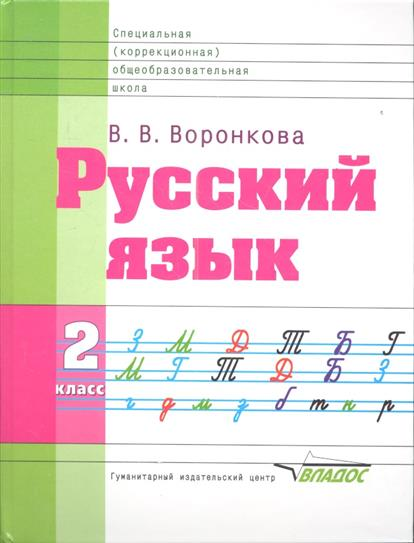 Специальная
(коррекционная)
общеобразовательная
школа
В. В. Воронкова
Русский
язык
2
класс
З М Д Т Б Г
М Г Т Д Б З
г д м з б т н р
Гуманитарный издательский центр
ВЛАДОС